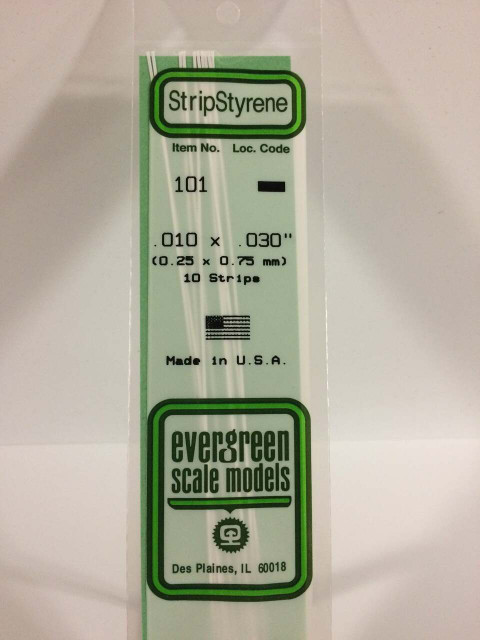 StripStyrene
Item No. Loc. Code
101
.010 x .030"
(0.25 x 0.75 mm)
10 Strips
Made in U.S.A.
evergreen
scale models
Des Plaines, IL 60018